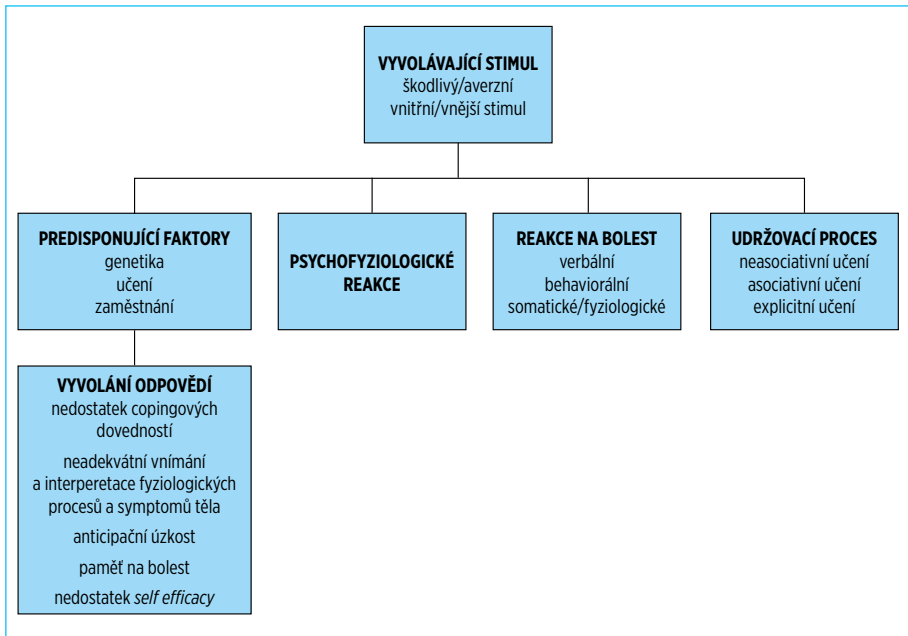 VYVOLÁVAJÍCÍ STIMUL
škodlivý/averzní
vnitřní/vnější stimul
PREDISPONUJÍCÍ FAKTORY
genetika
učení
zaměstnání
PSYCHOFYZIOLOGICKÉ
REAKCE
REAKCE NA BOLEST
verbální
behaviorální
somatické/fyziologické
UDRŽOVACÍ PROCES
neasociativní učení
asociativní učení
explicitní učení
VYVOLÁNÍ ODPOVĚDÍ
nedostatek copingových
dovedností
neadekvátní vnímání
a interpretace fyziologických
procesů a symptomů těla
anticipační úzkost
paměť na bolest
nedostatek self efficacy